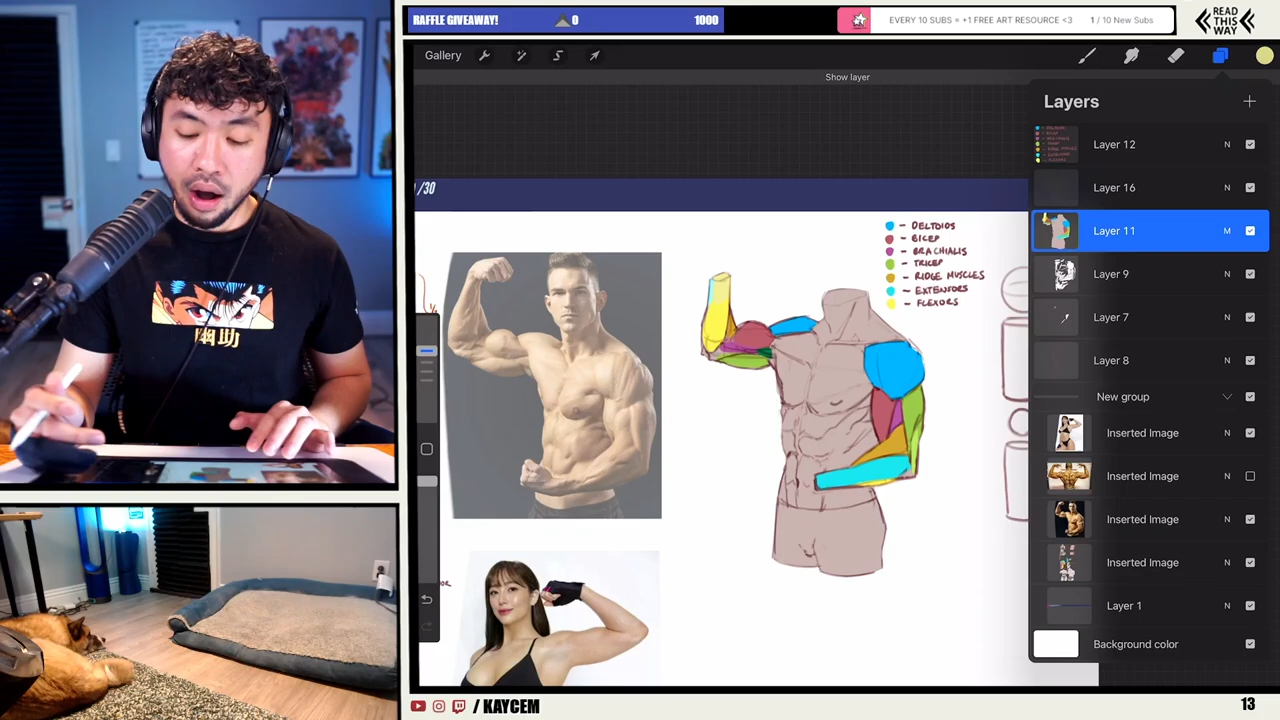 RAFFLE GIVEAWAY! 0 1000
EVERY 10 SUBS = +1 FREE ART RESOURCE <3 1 / 10 New Subs
READ
THIS
WAY
Gallery
Show layer
/30
Layers
Layer 12 N
Layer 16 N
Layer 11 M
Layer 9 N
Layer 7 N
Layer 8 N
New group
Inserted Image N
Inserted Image N
Inserted Image N
Inserted Image N
Layer 1 N
Background color
- DELTOIDS
- BICEP
- BRACHIALIS
- TRICEP
- RIDGE MUSCLES
- EXTENSORS
- FLEXORS
幽助
/ KAYCEM
13